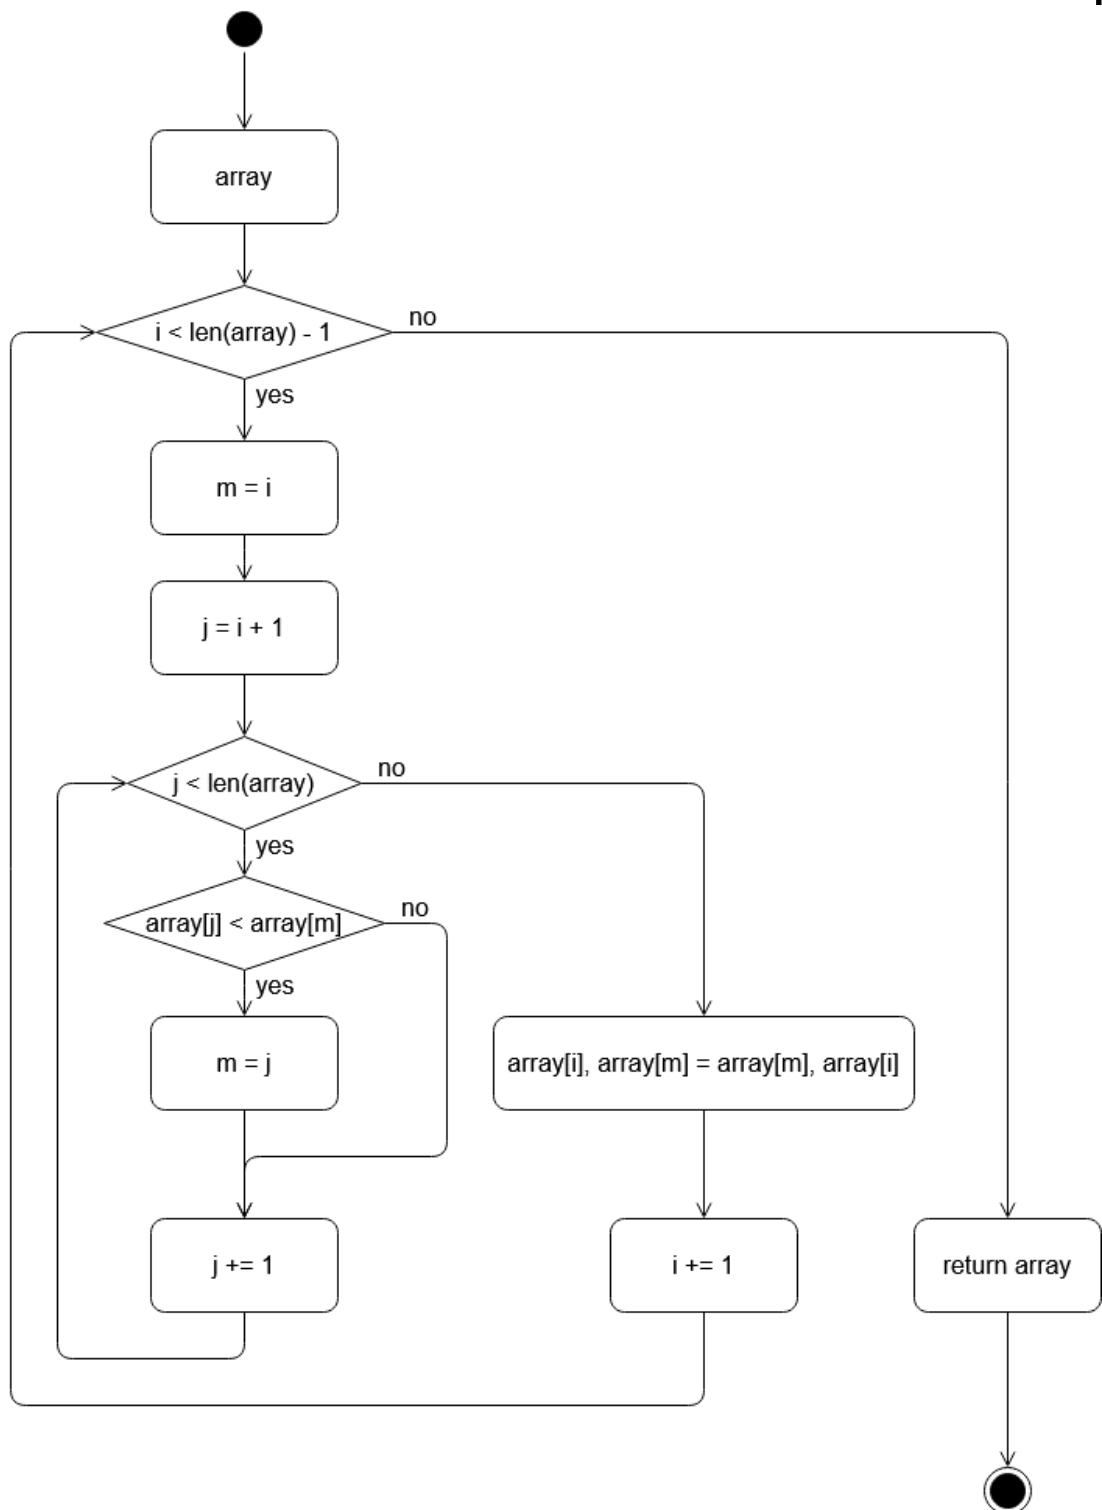 array
i < len(array) - 1
no
yes
m = i
j = i + 1
j < len(array)
no
yes
array[j] < array[m]
no
yes
m = j
array[i], array[m] = array[m], array[i]
j += 1
i += 1
return array